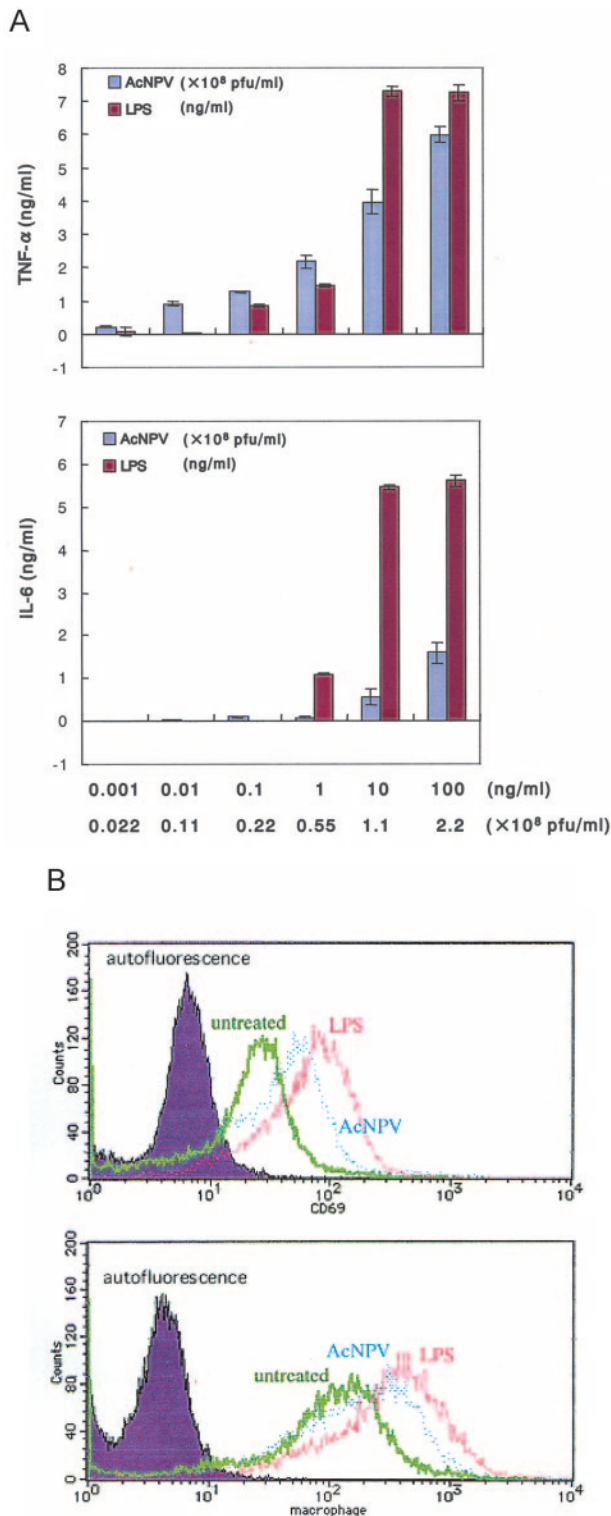 A
8
7
6
5
4
3
2
1
0
-1
TNF-α (ng/ml)
AcNPV (×10⁸ pfu/ml)
LPS (ng/ml)
7
6
5
4
3
2
1
0
-1
IL-6 (ng/ml)
AcNPV (×10⁸ pfu/ml)
LPS (ng/ml)
0.001 0.01 0.1 1 10 100 (ng/ml)
0.022 0.11 0.22 0.55 1.1 2.2 (×10⁸ pfu/ml)
B
200
160
120
80
40
0
Counts
autofluorescence
untreated
LPS
AcNPV
10⁰ 10¹ 10² 10³ 10⁴
CD69
200
160
120
80
40
0
Counts
autofluorescence
untreated
AcNPV
LPS
10⁰ 10¹ 10² 10³ 10⁴
macrophage